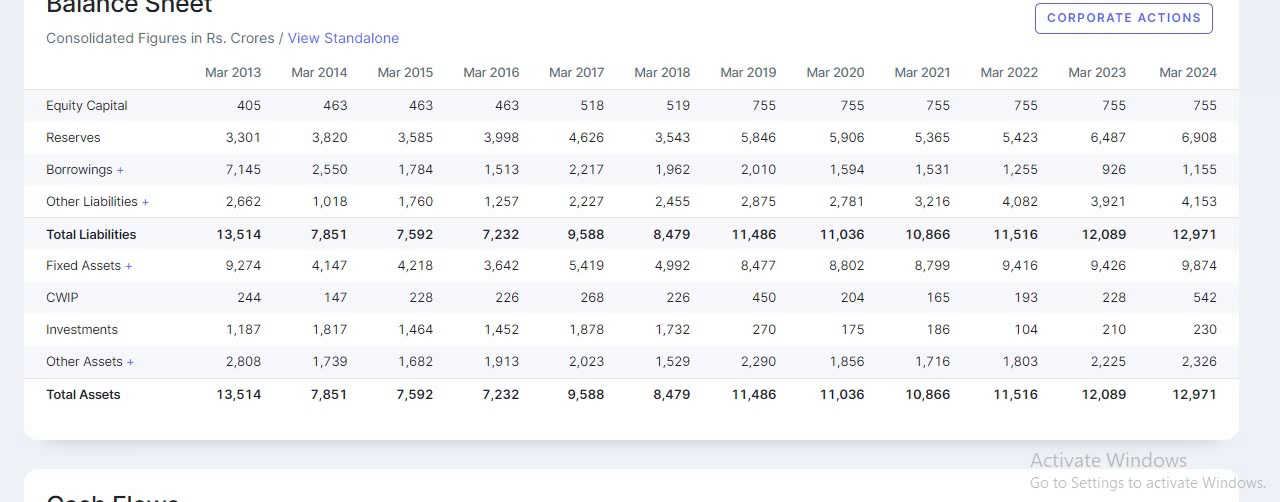 Balance Sheet
CORPORATE ACTIONS
Consolidated Figures in Rs. Crores / View Standalone
Mar 2013 Mar 2014 Mar 2015 Mar 2016 Mar 2017 Mar 2018 Mar 2019 Mar 2020 Mar 2021 Mar 2022 Mar 2023 Mar 2024
Equity Capital 405 463 463 463 518 519 755 755 755 755 755 755
Reserves 3,301 3,820 3,585 3,998 4,626 3,543 5,846 5,906 5,365 5,423 6,487 6,908
Borrowings + 7,145 2,550 1,784 1,513 2,217 1,962 2,010 1,594 1,531 1,255 926 1,155
Other Liabilities + 2,662 1,018 1,760 1,257 2,227 2,455 2,875 2,781 3,216 4,082 3,921 4,153
Total Liabilities 13,514 7,851 7,592 7,232 9,588 8,479 11,486 11,036 10,866 11,516 12,089 12,971
Fixed Assets + 9,274 4,147 4,218 3,642 5,419 4,992 8,477 8,802 8,799 9,416 9,426 9,874
CWIP 244 147 228 226 268 226 450 204 165 193 228 542
Investments 1,187 1,817 1,464 1,452 1,878 1,732 270 175 186 104 210 230
Other Assets + 2,808 1,739 1,682 1,913 2,023 1,529 2,290 1,856 1,716 1,803 2,225 2,326
Total Assets 13,514 7,851 7,592 7,232 9,588 8,479 11,486 11,036 10,866 11,516 12,089 12,971
Activate Windows
Go to Settings to activate Windows.
Cash Flows